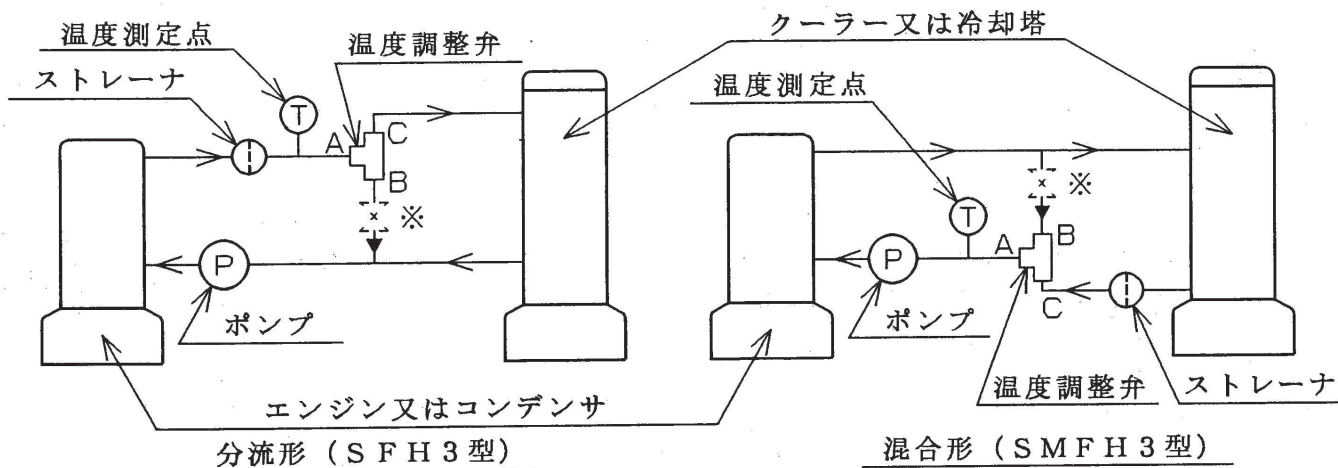 温度測定点
温度調整弁
ストレーナ
T
A
C
B
※
P
ポンプ
クーラー又は冷却塔
温度測定点
T
A
B
※
C
P
ポンプ
温度調整弁
ストレーナ
エンジン又はコンデンサ
分流形（SFH3型）
混合形（SMFH3型）